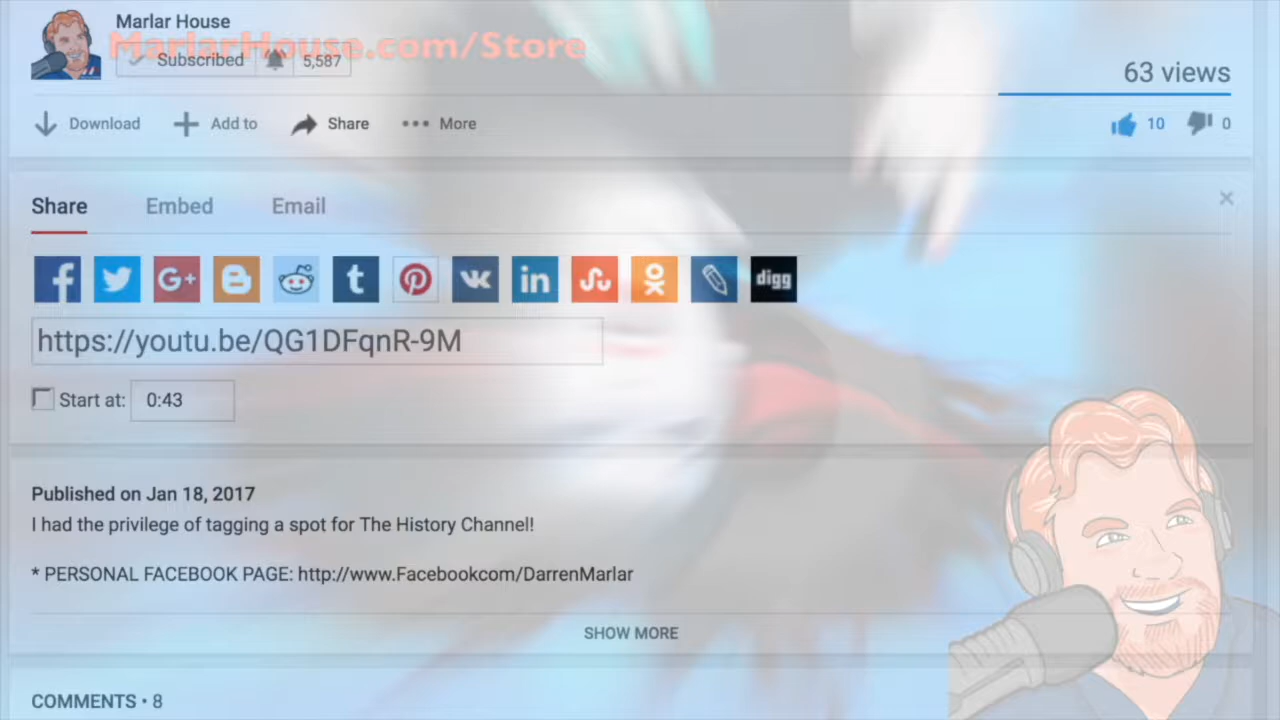 Marlar House
MarlarHouse.com/Store
Subscribed 5,587
63 views
Download Add to Share More
10 0
Share Embed Email
digg
https://youtu.be/QG1DFqnR-9M
Start at: 0:43
Published on Jan 18, 2017
I had the privilege of tagging a spot for The History Channel!
* PERSONAL FACEBOOK PAGE: http://www.Facebookcom/DarrenMarlar
SHOW MORE
COMMENTS • 8